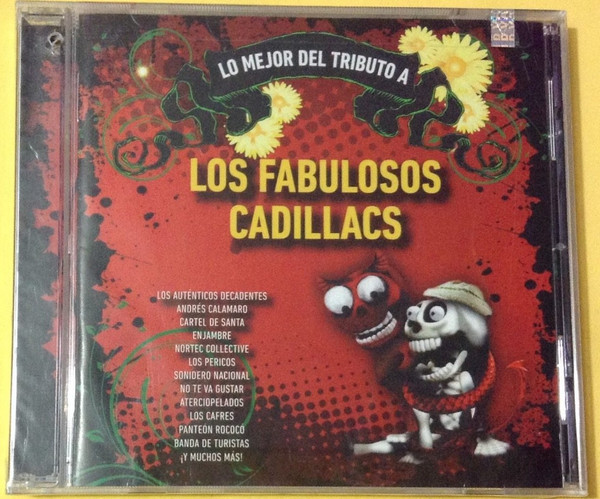 LO MEJOR DEL TRIBUTO A
LOS FABULOSOS
CADILLACS
LOS AUTÉNTICOS DECADENTES
ANDRÉS CALAMARO
CARTEL DE SANTA
ENJAMBRE
NORTEC COLLECTIVE
LOS PERICOS
SONIDERO NACIONAL
NO TE VA GUSTAR
ATERCIOPELADOS
LOS CAFRES
PANTEÓN ROCOCÓ
BANDA DE TURISTAS
¡Y MUCHOS MÁS!